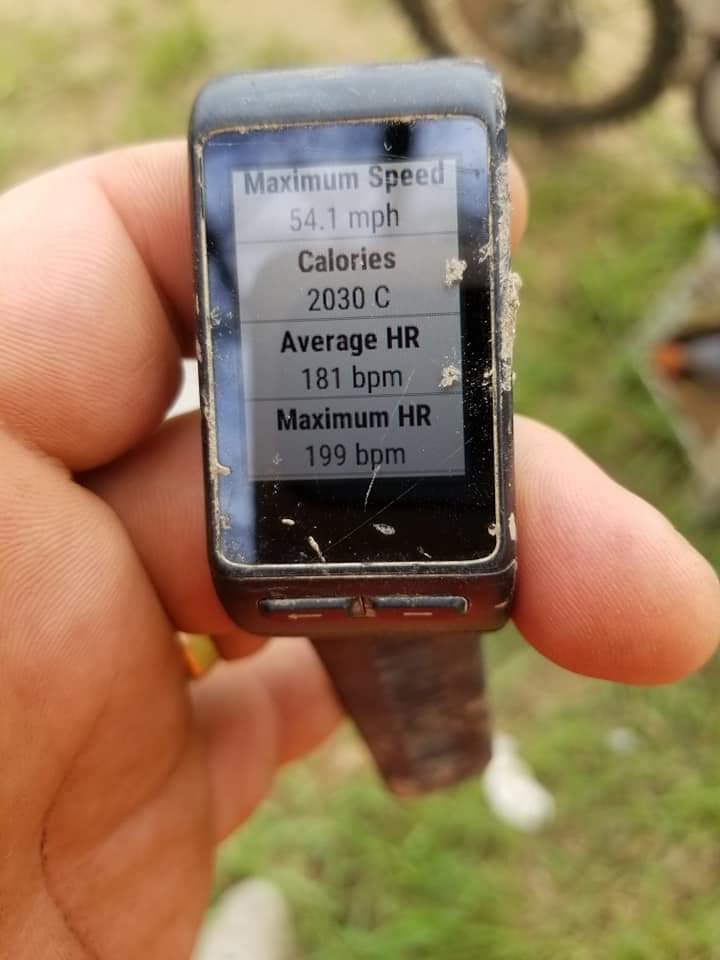 Maximum Speed
54.1 mph
Calories
2030 C
Average HR
181 bpm
Maximum HR
199 bpm